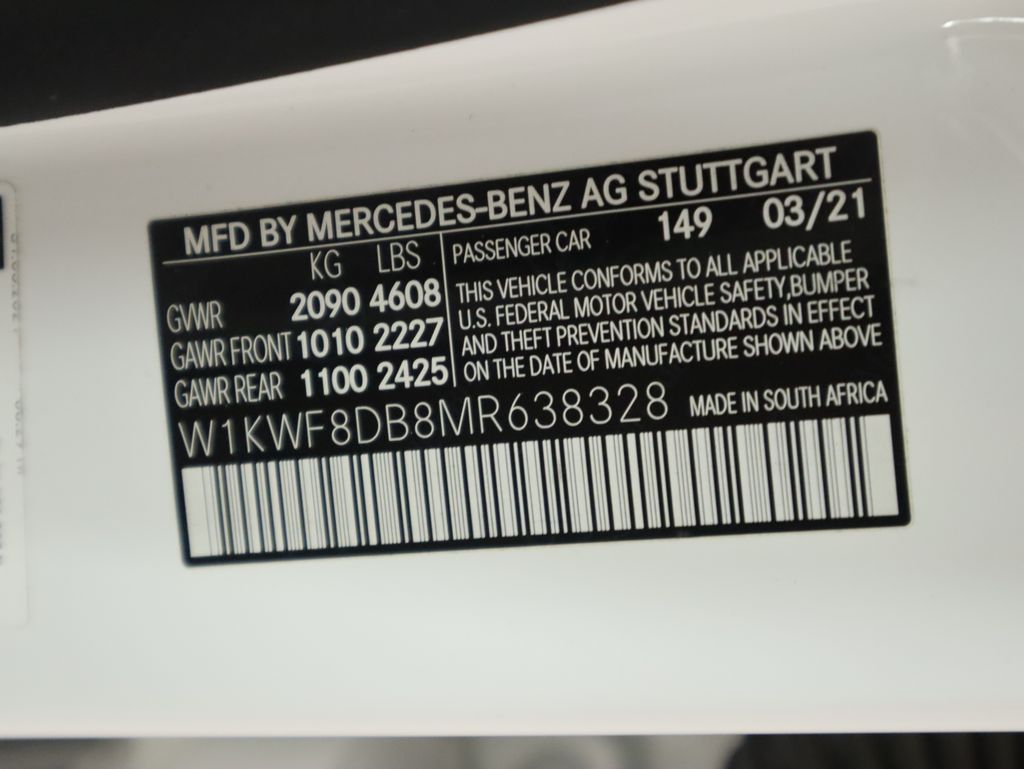 MFD BY MERCEDES-BENZ AG STUTTGART
KG LBS
GVWR 2090 4608
GAWR FRONT 1010 2227
GAWR REAR 1100 2425
PASSENGER CAR 149 03/21
THIS VEHICLE CONFORMS TO ALL APPLICABLE
U.S. FEDERAL MOTOR VEHICLE SAFETY,BUMPER
AND THEFT PREVENTION STANDARDS IN EFFECT
ON THE DATE OF MANUFACTURE SHOWN ABOVE
W1KWF8DB8MR638328 MADE IN SOUTH AFRICA